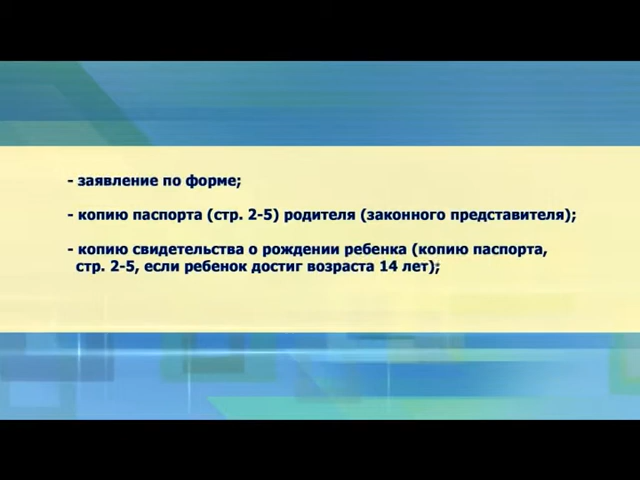 - заявление по форме;
- копию паспорта (стр. 2-5) родителя (законного представителя);
- копию свидетельства о рождении ребенка (копию паспорта,
стр. 2-5, если ребенок достиг возраста 14 лет);